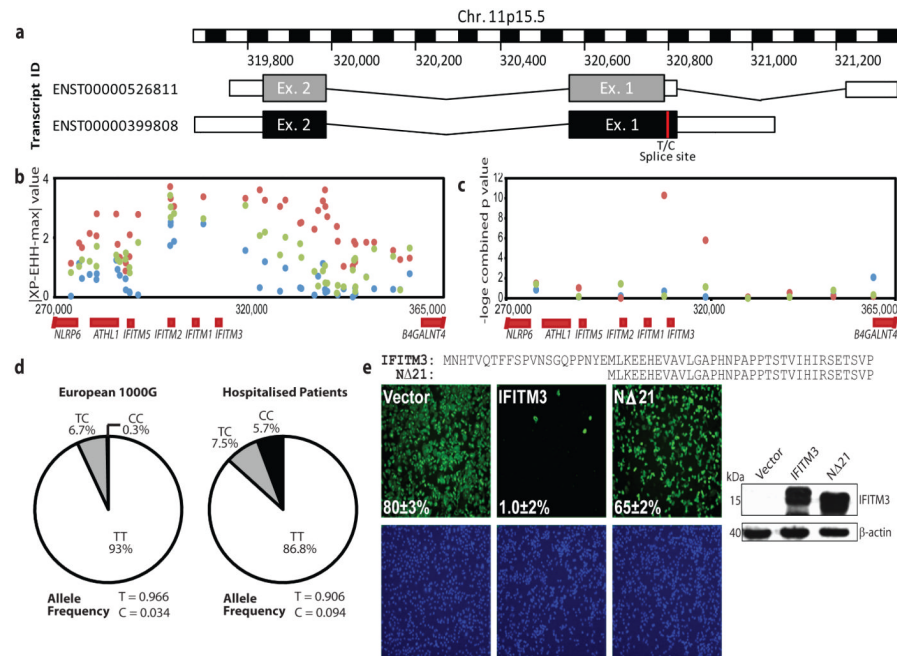 a
Chr. 11p15.5
319,800 320,000 320,200 320,400 320,600 320,800 321,000 321,200
Transcript ID
ENST00000526811
Ex. 2
Ex. 1
ENST00000399808
Ex. 2
Ex. 1
T/C
Splice site
b
|XP-EHH-max| value
4
2
0
270,000 320,000 365,000
NLRP6 ATHL1 IFITM5 IFITM2 IFITM1 IFITM3 B4GALNT4
c
-loge combined p value
12
10
8
6
4
2
0
270,000 320,000 365,000
NLRP6 ATHL1 IFITM5 IFITM2 IFITM1 IFITM3 B4GALNT4
d
European 1000G
TC
6.7%
CC
0.3%
TT
93%
Allele
Frequency
T = 0.966
C = 0.034
Hospitalised Patients
TC
7.5%
CC
5.7%
TT
86.8%
Allele
Frequency
T = 0.906
C = 0.094
e
IFITM3: MNHTVQTFFSPVNSGQPPNYEMLKEEHEVAVLGAPHNPAPPTSTVIHIRSETSVP
NΔ21: MLKEEHEVAVLGAPHNPAPPTSTVIHIRSETSVP
Vector
80±3%
IFITM3
1.0±2%
NΔ21
65±2%
kDa
Vector
IFITM3
NΔ21
15
IFITM3
40
β-actin